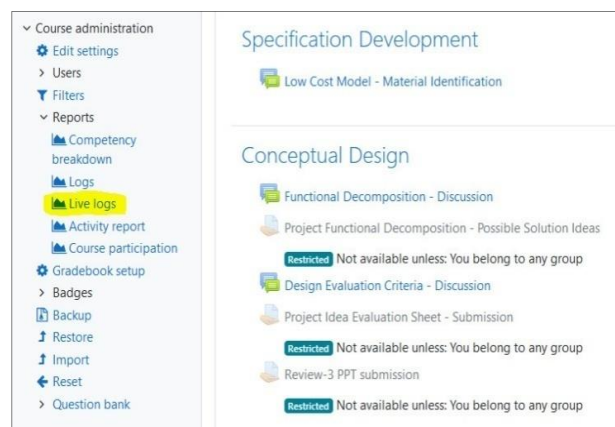 Course administration
Edit settings
Users
Filters
Reports
Competency
breakdown
Logs
Live logs
Activity report
Course participation
Gradebook setup
Badges
Backup
Restore
Import
Reset
Question bank
Specification Development
Low Cost Model - Material Identification
Conceptual Design
Functional Decomposition - Discussion
Project Functional Decomposition - Possible Solution Ideas
Restricted Not available unless: You belong to any group
Design Evaluation Criteria - Discussion
Project Idea Evaluation Sheet - Submission
Restricted Not available unless: You belong to any group
Review-3 PPT submission
Restricted Not available unless: You belong to any group